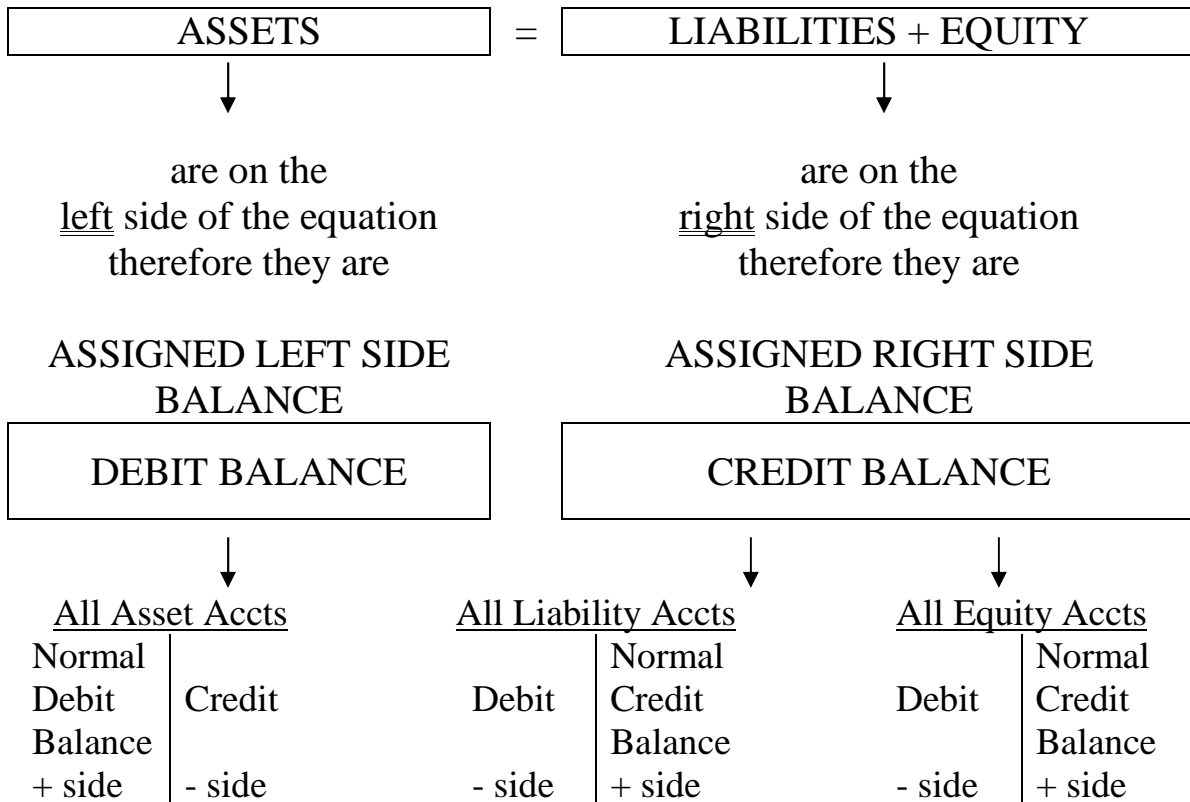 ASSETS = LIABILITIES + EQUITY
are on the are on the
left side of the equation right side of the equation
therefore they are therefore they are
ASSIGNED LEFT SIDE ASSIGNED RIGHT SIDE
BALANCE BALANCE
DEBIT BALANCE CREDIT BALANCE
All Asset Accts All Liability Accts All Equity Accts
Normal Normal Normal
Debit Credit Debit Credit Debit Credit
Balance Balance Balance
+ side - side - side + side - side + side